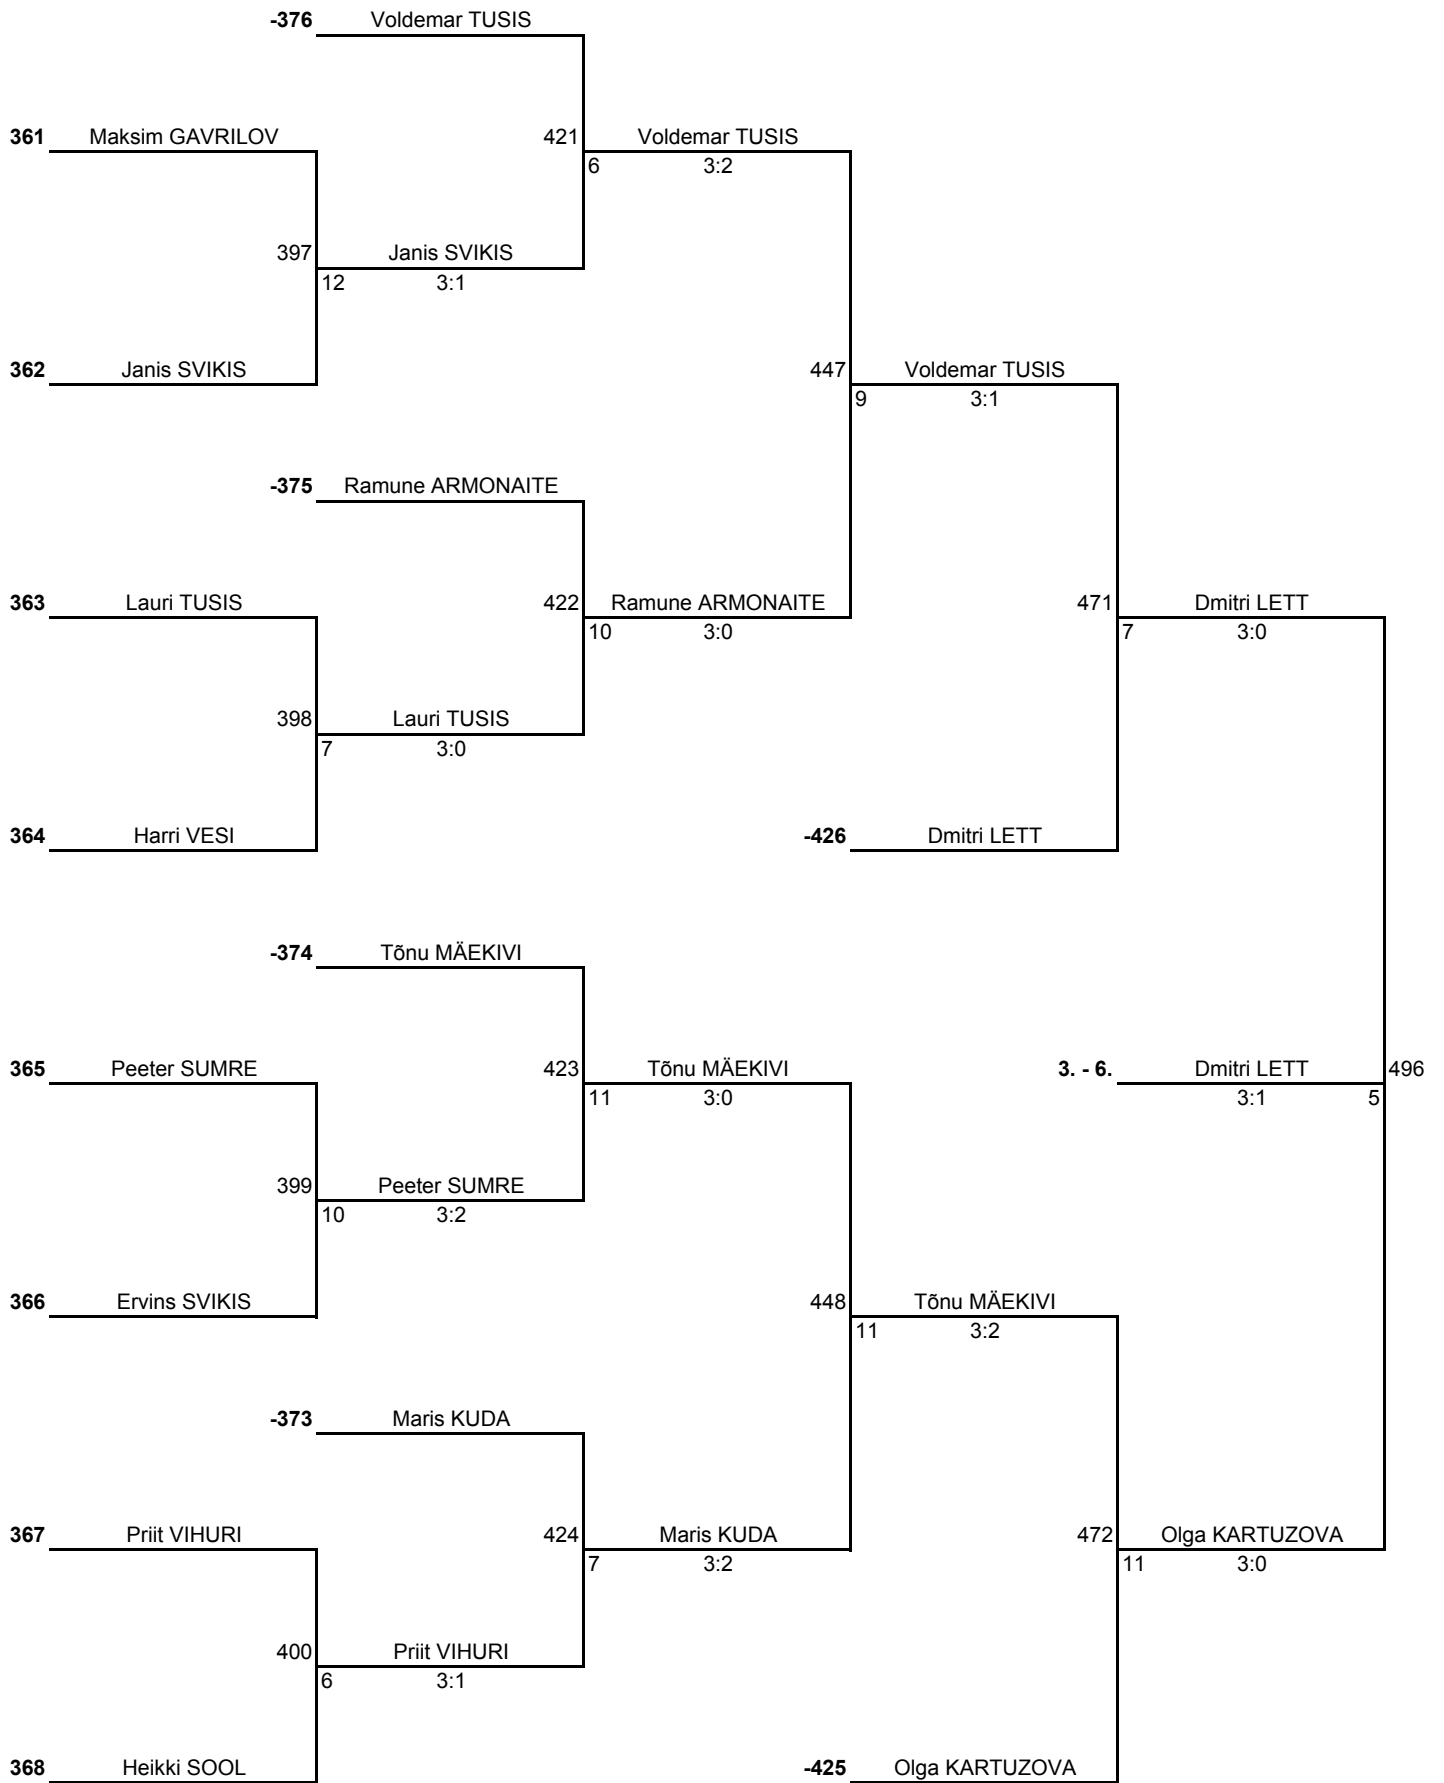 -376 Voldemar TUSIS
361 Maksim GAVRILOV 421 Voldemar TUSIS
6 3:2
397 Janis SVIKIS
12 3:1
362 Janis SVIKIS 447 Voldemar TUSIS
9 3:1
-375 Ramune ARMONAITE
363 Lauri TUSIS 422 Ramune ARMONAITE 471 Dmitri LETT
10 3:0 7 3:0
398 Lauri TUSIS
7 3:0
364 Harri VESI -426 Dmitri LETT
-374 Tõnu MÄEKIVI
365 Peeter SUMRE 423 Tõnu MÄEKIVI 3. - 6. Dmitri LETT 496
11 3:0 3:1 5
399 Peeter SUMRE
10 3:2
366 Ervins SVIKIS 448 Tõnu MÄEKIVI
11 3:2
-373 Maris KUDA
367 Priit VIHURI 424 Maris KUDA 472 Olga KARTUZOVA
7 3:2 11 3:0
400 Priit VIHURI
6 3:1
368 Heikki SOOL -425 Olga KARTUZOVA